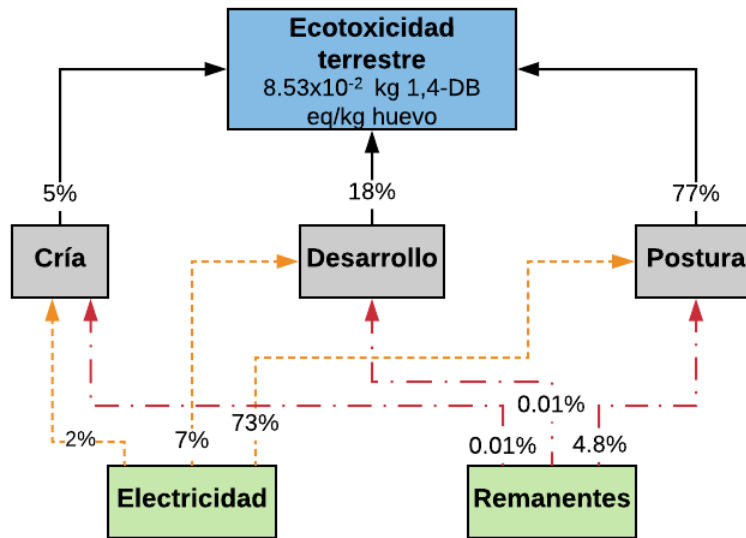 Ecotoxicidad
terrestre
8.53x10⁻² kg 1,4-DB
eq/kg huevo
5%
18%
77%
Cría
Desarrollo
Postura
2%
7%
73%
0.01%
0.01%
4.8%
Electricidad
Remanentes